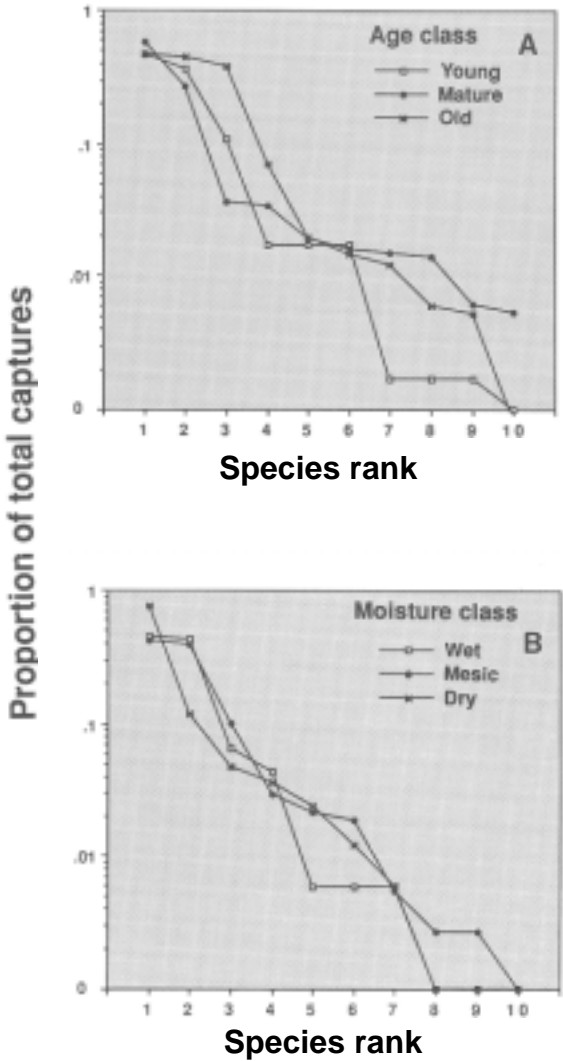 Proportion of total captures
Age class
A
Young
Mature
Old
1
.1
.01
0
1 2 3 4 5 6 7 8 9 10
Species rank
Moisture class
B
Wet
Mesic
Dry
1
.1
.01
0
1 2 3 4 5 6 7 8 9 10
Species rank